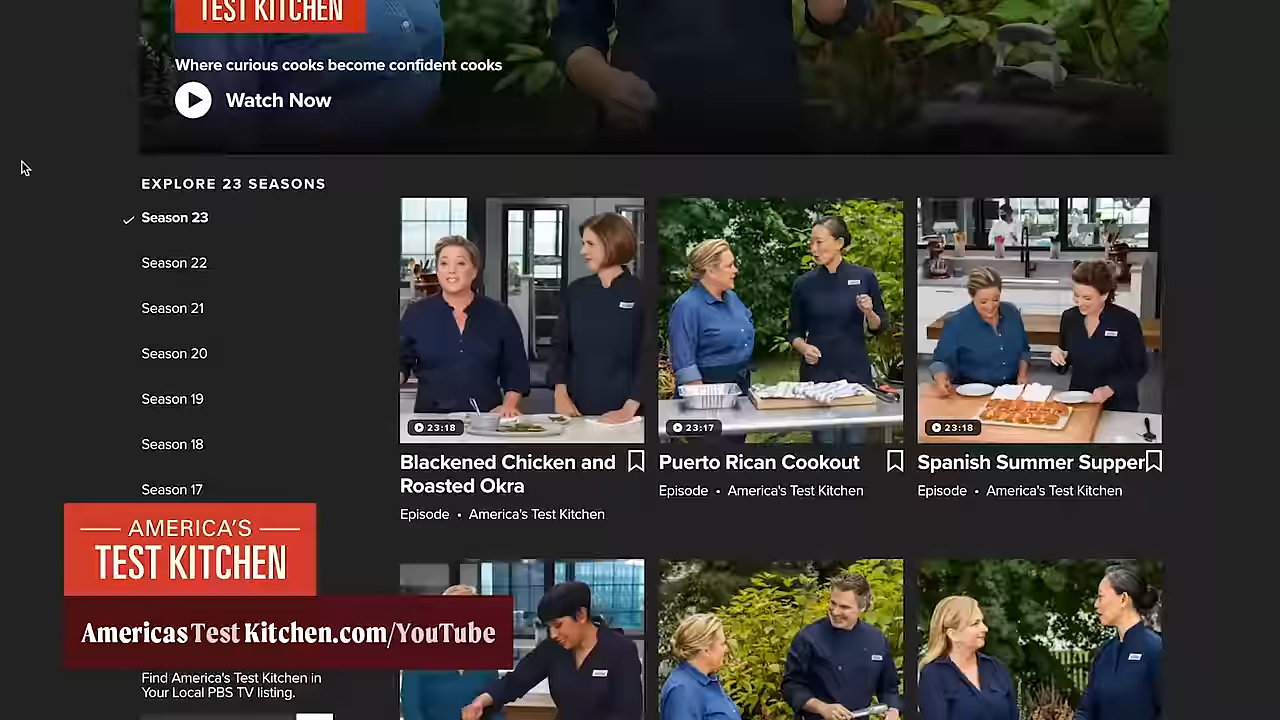 TEST KITCHEN
Where curious cooks become confident cooks
Watch Now
EXPLORE 23 SEASONS
Season 23
Season 22
Season 21
Season 20
Season 19
Season 18
Season 17
23:18
Blackened Chicken and
Roasted Okra
Episode • America's Test Kitchen
23:17
Puerto Rican Cookout
Episode • America's Test Kitchen
23:18
Spanish Summer Supper
Episode • America's Test Kitchen
AMERICA'S
TEST KITCHEN
AmericasTestKitchen.com/YouTube
Find America's Test Kitchen in
Your Local PBS TV listing.